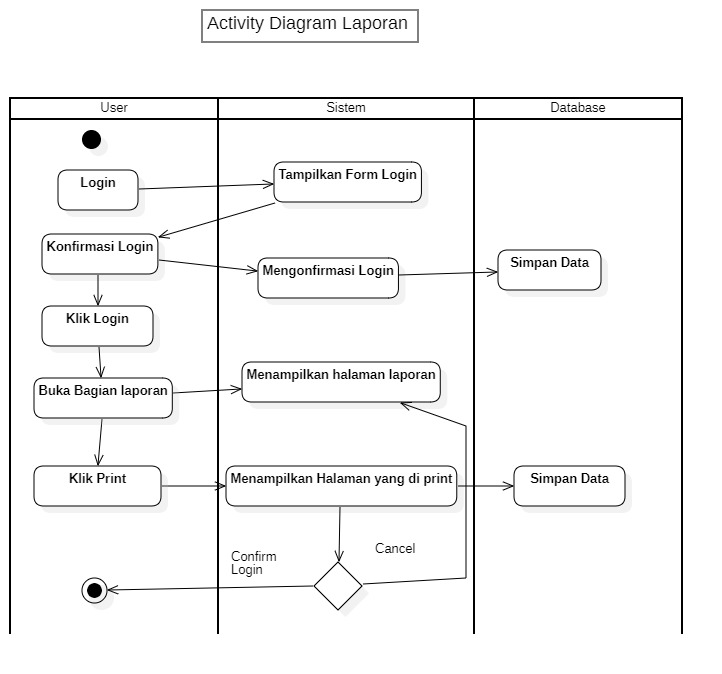 Activity Diagram Laporan
User
Sistem
Database
Login
Tampilkan Form Login
Konfirmasi Login
Mengonfirmasi Login
Simpan Data
Klik Login
Buka Bagian laporan
Menampilkan halaman laporan
Klik Print
Menampilkan Halaman yang di print
Simpan Data
Confirm
Login
Cancel